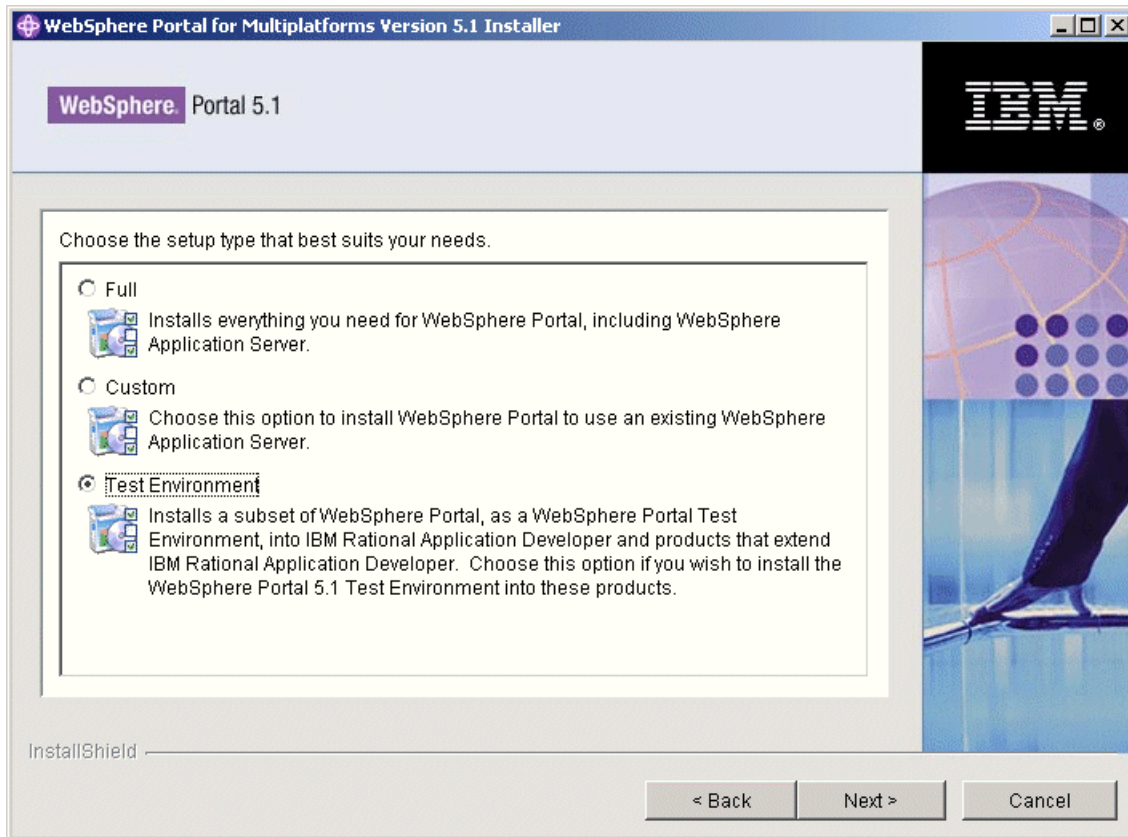 WebSphere Portal for Multiplatforms Version 5.1 Installer
WebSphere. Portal 5.1
IBM®
Choose the setup type that best suits your needs.
Full
Installs everything you need for WebSphere Portal, including WebSphere
Application Server.
Custom
Choose this option to install WebSphere Portal to use an existing WebSphere
Application Server.
Test Environment
Installs a subset of WebSphere Portal, as a WebSphere Portal Test
Environment, into IBM Rational Application Developer and products that extend
IBM Rational Application Developer. Choose this option if you wish to install the
WebSphere Portal 5.1 Test Environment into these products.
InstallShield
< Back
Next >
Cancel